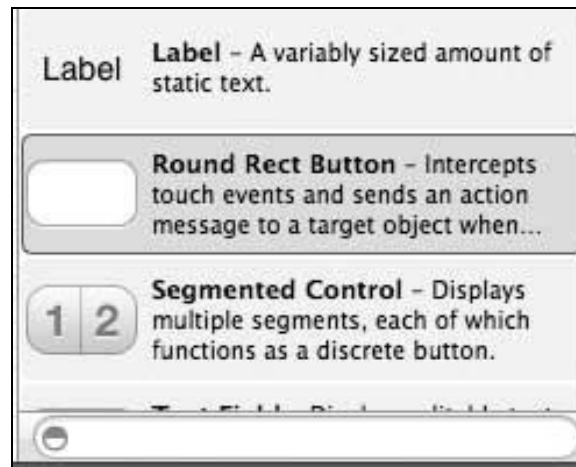 Label
Label – A variably sized amount of
static text.
Round Rect Button – Intercepts
touch events and sends an action
message to a target object when...
1 2
Segmented Control – Displays
multiple segments, each of which
functions as a discrete button.